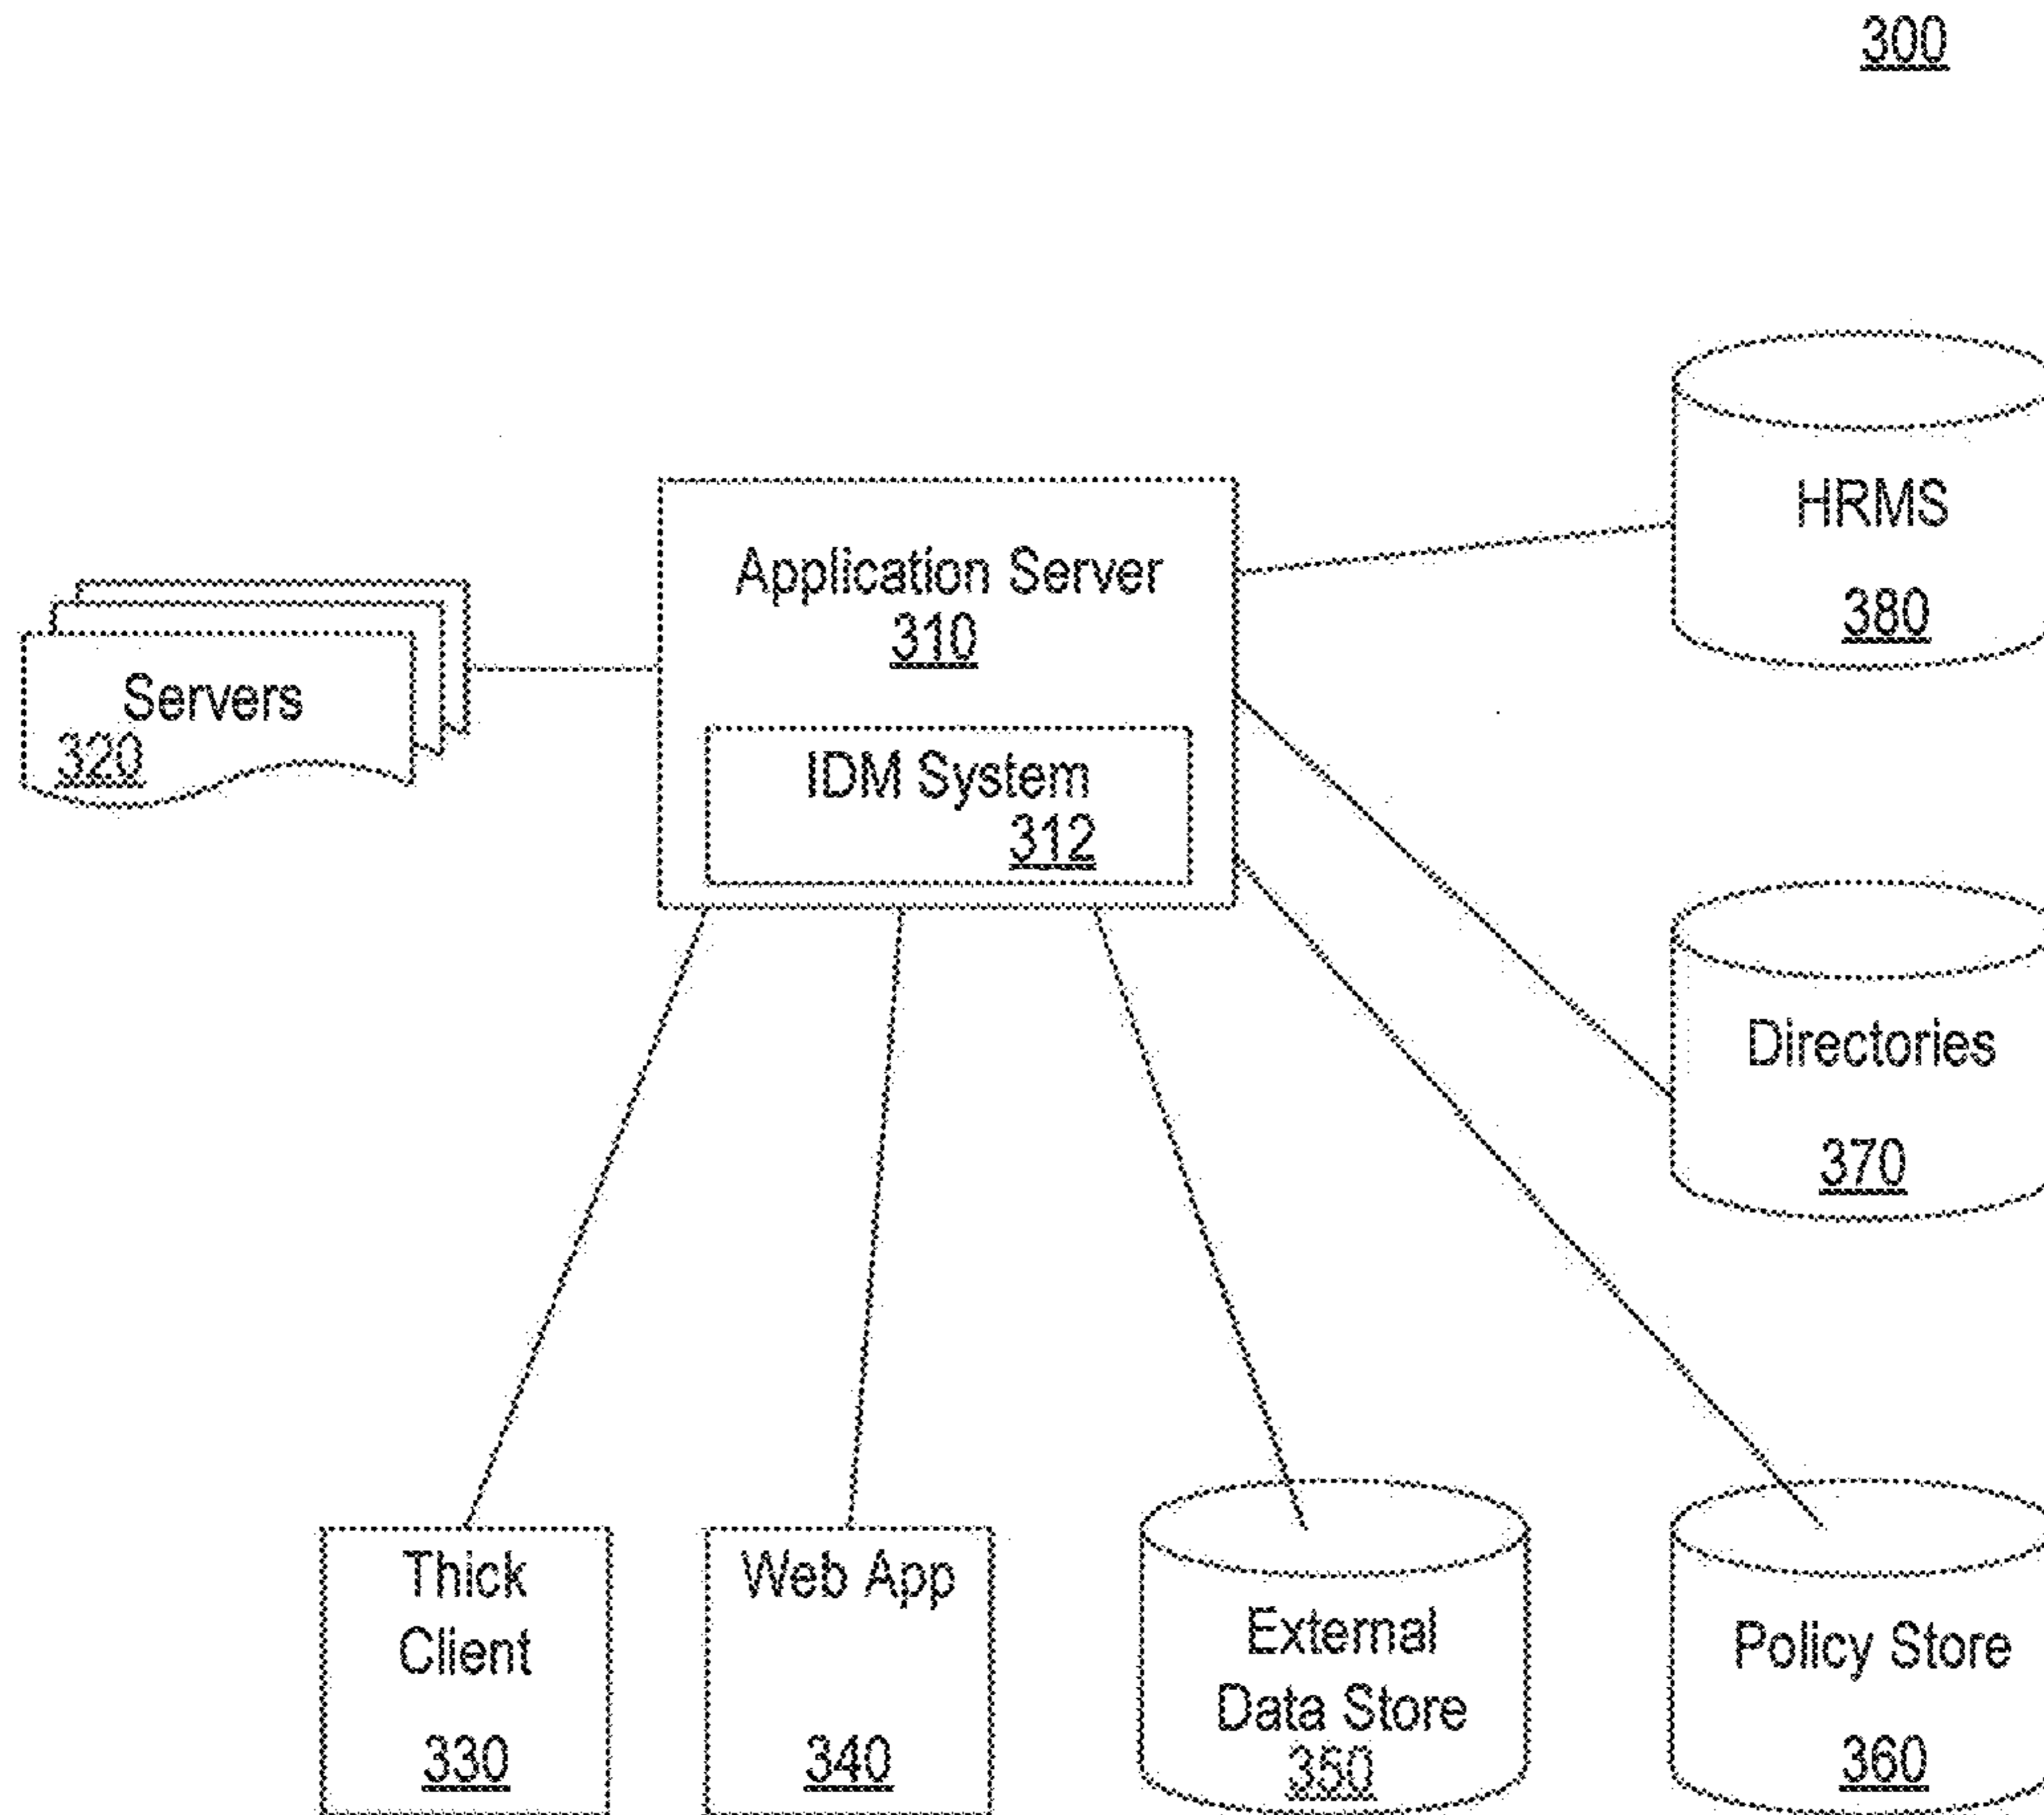 300
HRMS
380
Application Server
310
Servers
320
IDM System
312
Directories
370
Thick
Client
330
Web App
340
External
Data Store
350
Policy Store
360